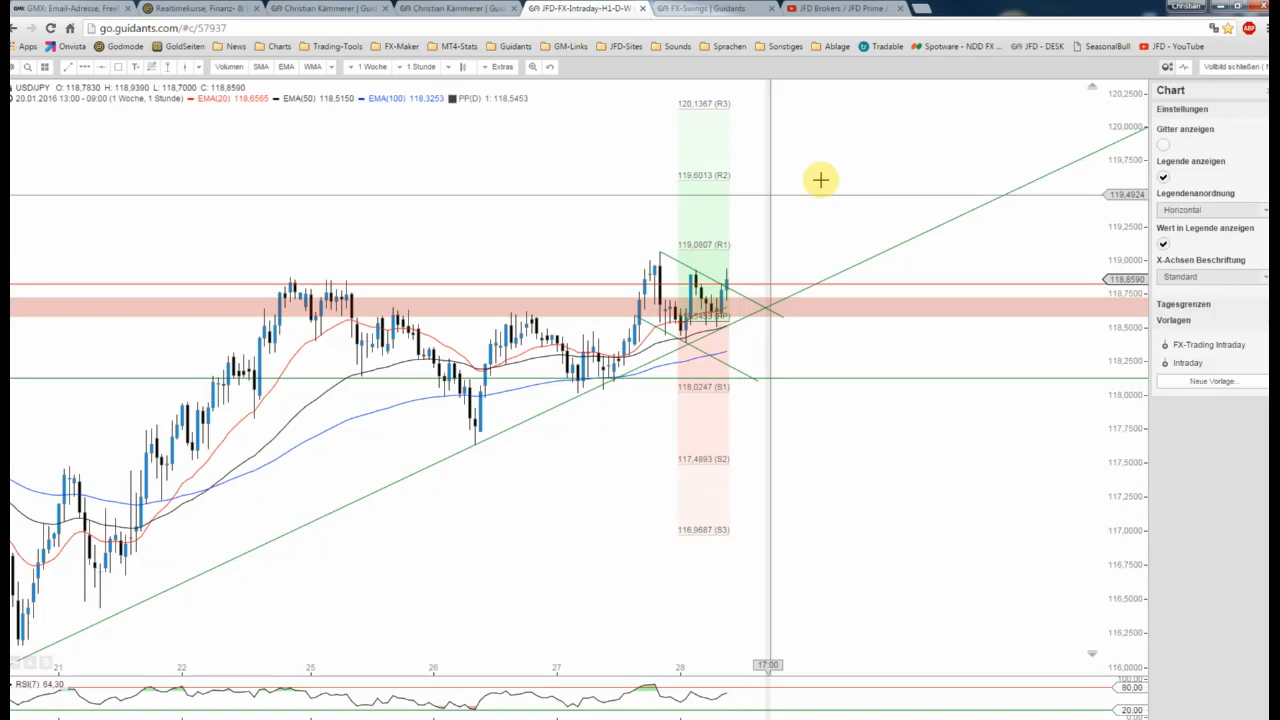 GMX: Email-Adresse, FreeM
Realtimekurse, Finanz- &
Christian Kämmerer | Guid
Christian Kämmerer | Guid
JFD-FX-Intraday-H1-D-W
FX-Swings | Guidants
JFD Brokers / JFD Prime /
Christian
go.guidants.com/#c/57937
Apps
Onvista
Godmode
GoldSeiten
News
Charts
Trading-Tools
FX-Maker
MT4-Stats
Guidants
GM-Links
JFD-Sites
Sounds
Sprachen
Sonstiges
Ablage
Tradable
Spotware - NDD FX ...
JFD - DESK
SeasonalBull
JFD - YouTube
Volumen
SMA
EMA
WMA
1 Woche
1 Stunde
Extras
Vollbild schließen (
USD/JPY O: 118,7830 H: 118,9390 L: 118,7000 C: 118,8590
20.01.2016 13:00 - 09:00 (1 Woche, 1 Stunde) EMA(20) 118,6565 EMA(50) 118,5150 EMA(100) 118,3253 PP(D) 1: 118,5453
120,1367 (R3)
119,6013 (R2)
119,0807 (R1)
118,0247 (S1)
117,4893 (S2)
116,9687 (S3)
120,2500
120,0000
119,7500
119,4924
119,2500
119,0000
118,8590
118,7500
118,5000
118,2500
118,0000
117,7500
117,5000
117,2500
117,0000
116,7500
116,5000
116,2500
116,0000
21
22
25
26
27
28
17:00
RSI(7) 64,30
100,00
80,00
20,00
Chart
Einstellungen
Gitter anzeigen
Legende anzeigen
Legendenanordnung
Horizontal
Wert in Legende anzeigen
X-Achsen Beschriftung
Standard
Tagesgrenzen
Vorlagen
FX-Trading Intraday
Intraday
Neue Vorlage...